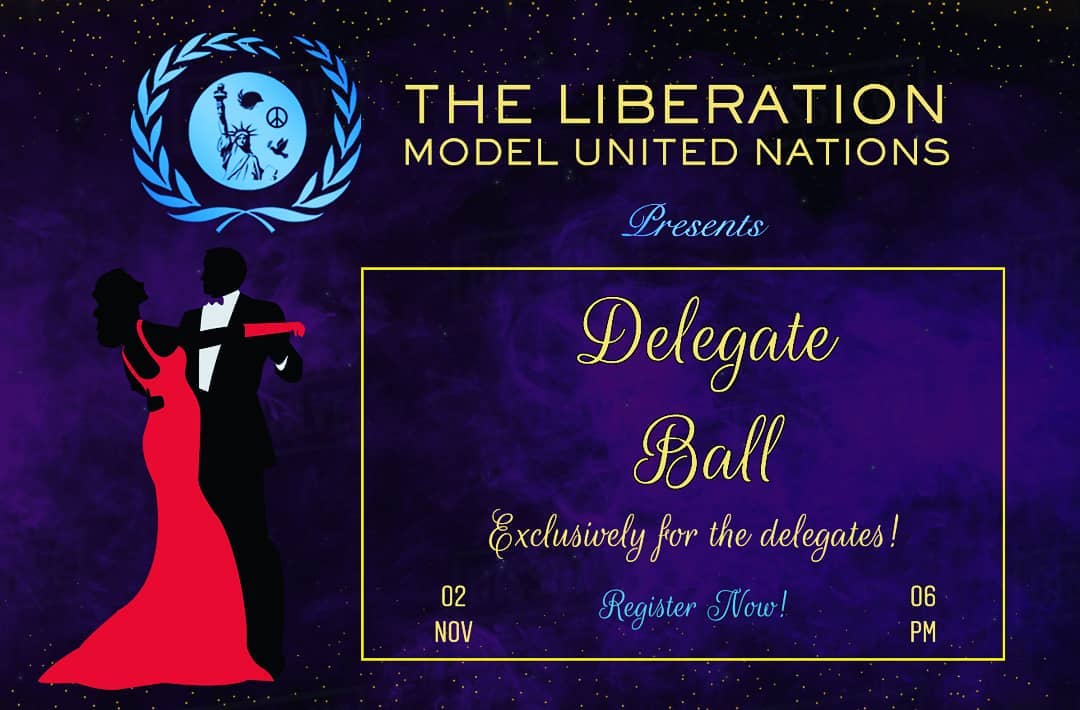 THE LIBERATION
MODEL UNITED NATIONS
Presents
Delegate
Ball
Exclusively for the delegates!
02
NOV
Register Now!
06
PM